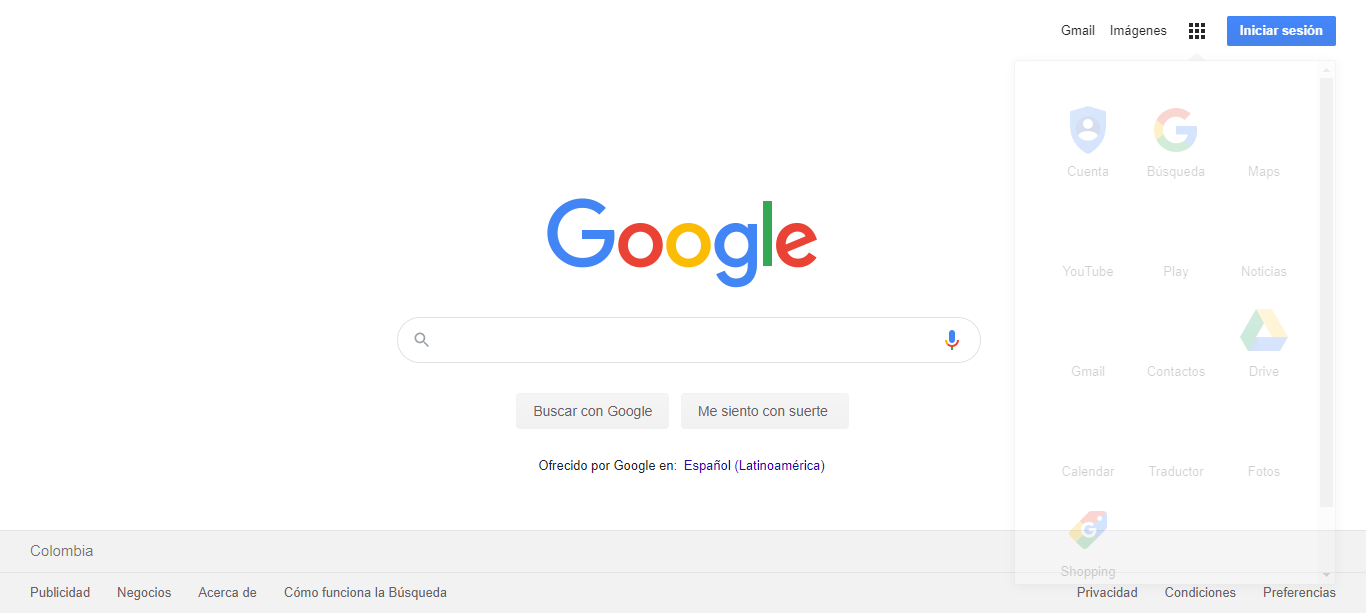 Gmail Imágenes Iniciar sesión
Cuenta Búsqueda Maps
YouTube Play Noticias
Google
Gmail Contactos Drive
Buscar con Google Me siento con suerte
Ofrecido por Google en: Español (Latinoamérica)
Calendar Traductor Fotos
Shopping
Colombia
Publicidad Negocios Acerca de Cómo funciona la Búsqueda Privacidad Condiciones Preferencias